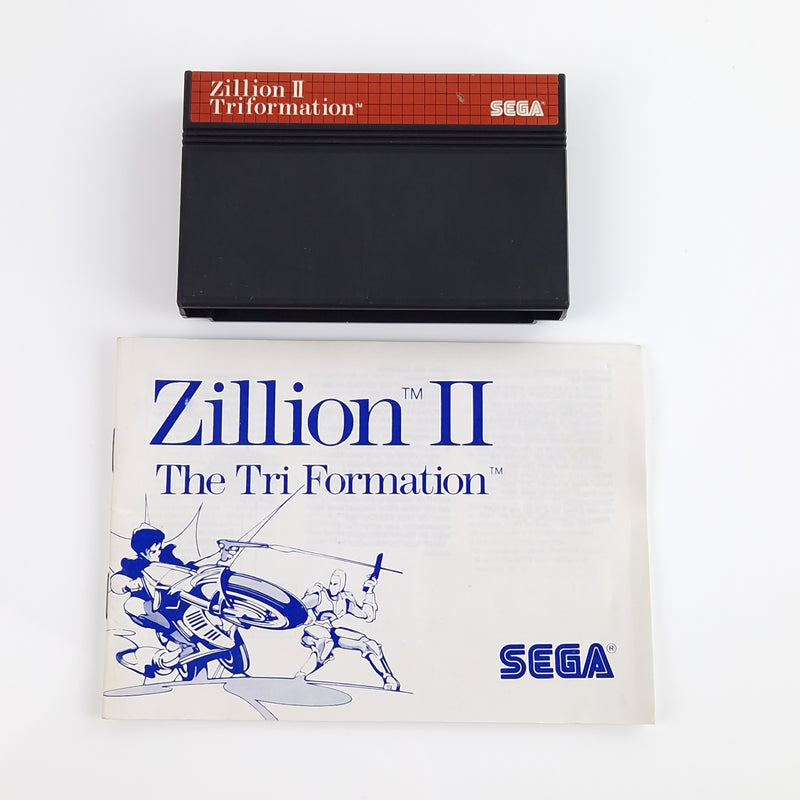 Zillion II
Triformation™
SEGA®
Zillion™ II
The Tri Formation™
SEGA®